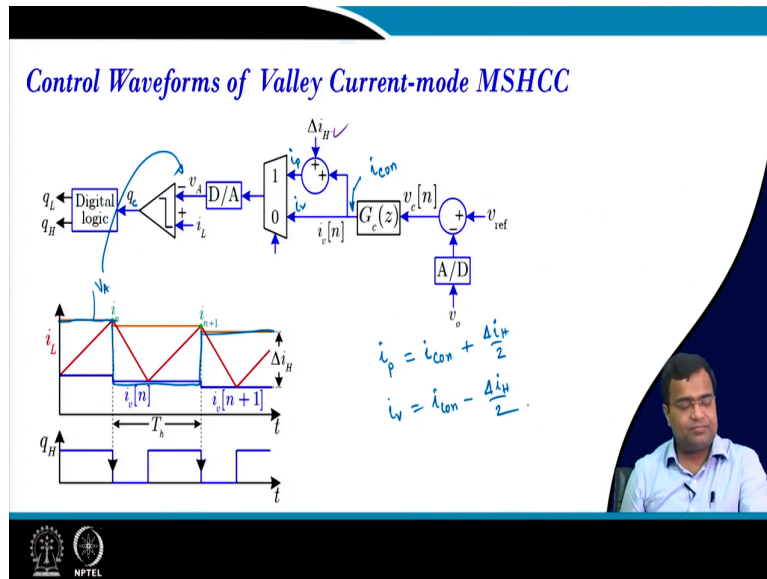 Control Waveforms of Valley Current-mode MSHCC
Δi_H ✓
i_p
i_con
1
+
+
q_L
q_H
Digital
logic
q_c
−
+
v_A
D/A
i_L
0
i_v
i_v[n]
G_c(z)
v_c[n]
+
−
v_ref
A/D
v_o
V_A
i_L
i_n
i_{n+1}
Δi_H
i_v[n]
i_v[n+1]
T_h
t
q_H
t
i_p = i_con + Δi_H/2
i_v = i_con − Δi_H/2.
NPTEL